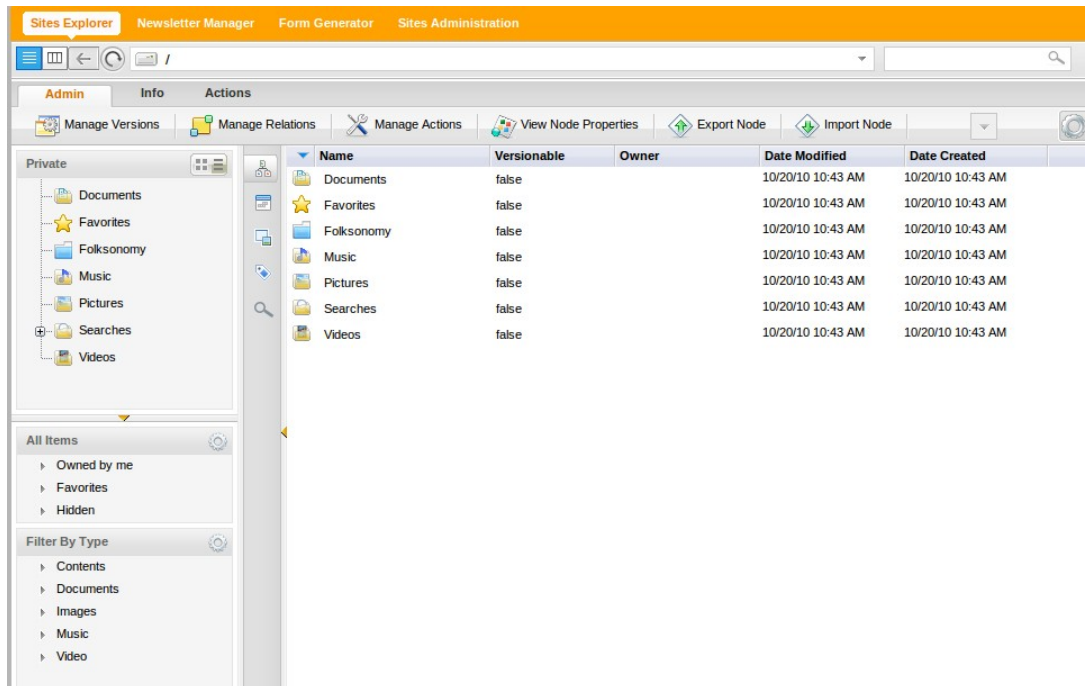 Sites Explorer Newsletter Manager Form Generator Sites Administration
/
Admin Info Actions
Manage Versions Manage Relations Manage Actions View Node Properties Export Node Import Node
Private
Documents
Favorites
Folksonomy
Music
Pictures
Searches
Videos
All Items
Owned by me
Favorites
Hidden
Filter By Type
Contents
Documents
Images
Music
Video
Name Versionable Owner Date Modified Date Created
Documents false 10/20/10 10:43 AM 10/20/10 10:43 AM
Favorites false 10/20/10 10:43 AM 10/20/10 10:43 AM
Folksonomy false 10/20/10 10:43 AM 10/20/10 10:43 AM
Music false 10/20/10 10:43 AM 10/20/10 10:43 AM
Pictures false 10/20/10 10:43 AM 10/20/10 10:43 AM
Searches false 10/20/10 10:43 AM 10/20/10 10:43 AM
Videos false 10/20/10 10:43 AM 10/20/10 10:43 AM